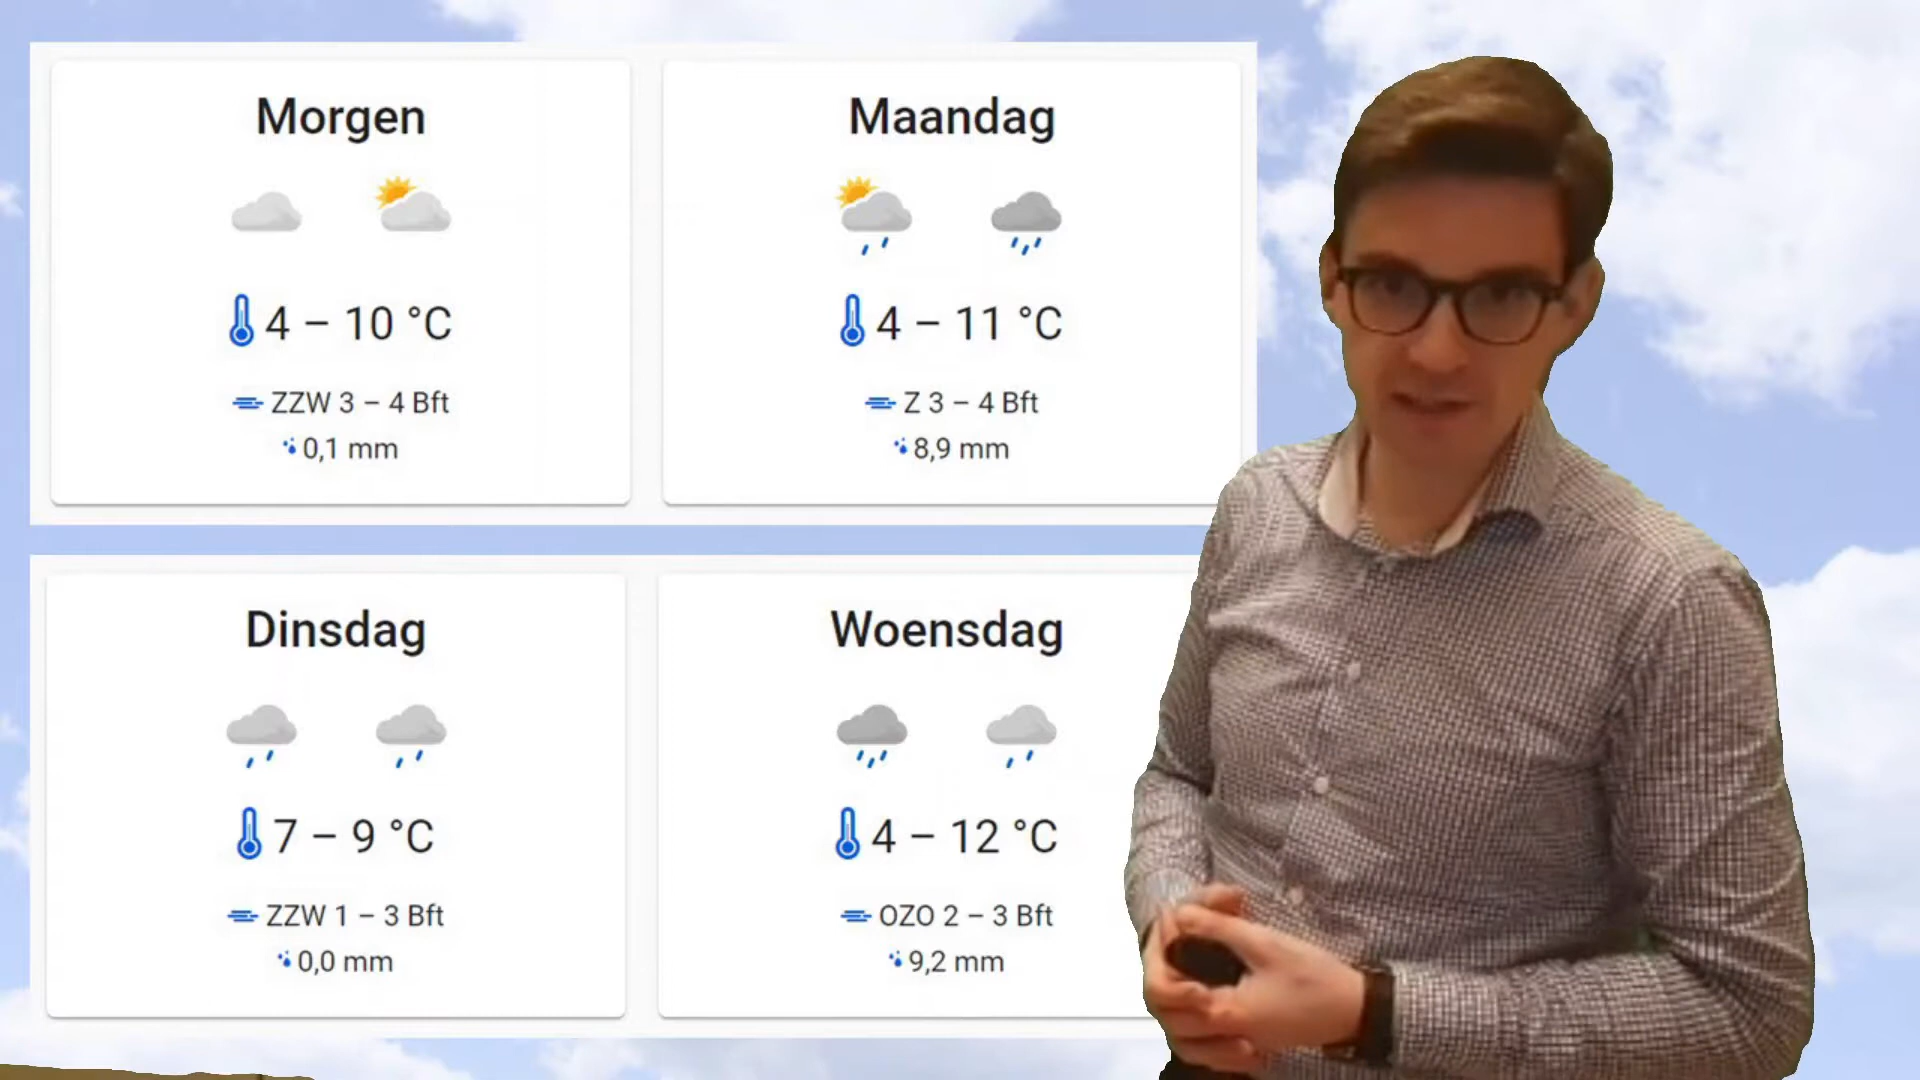 Morgen
4 – 10 °C
ZZW 3 – 4 Bft
0,1 mm
Maandag
4 – 11 °C
Z 3 – 4 Bft
8,9 mm
Dinsdag
7 – 9 °C
ZZW 1 – 3 Bft
0,0 mm
Woensdag
4 – 12 °C
OZO 2 – 3 Bft
9,2 mm